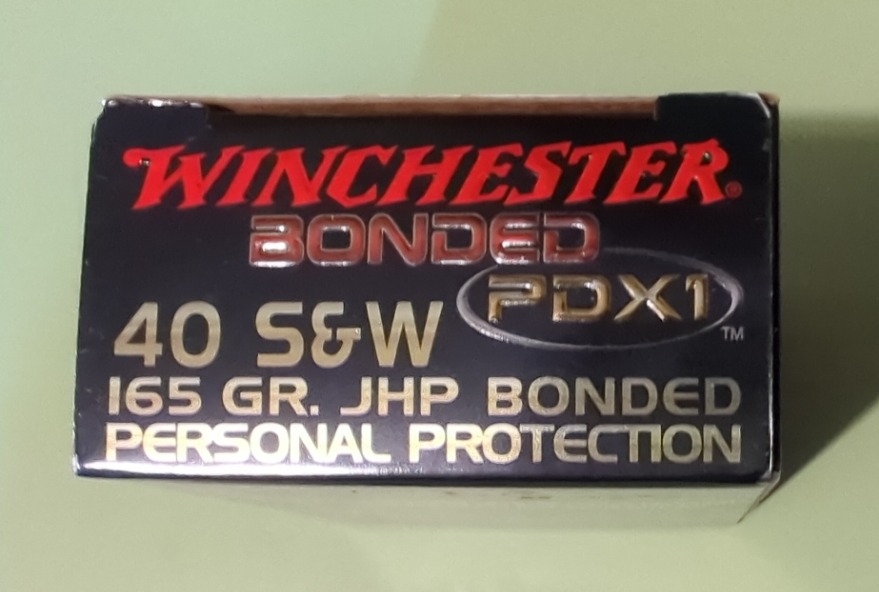 WINCHESTER®
BONDED
PDX1™
40 S&W
165 GR. JHP BONDED
PERSONAL PROTECTION